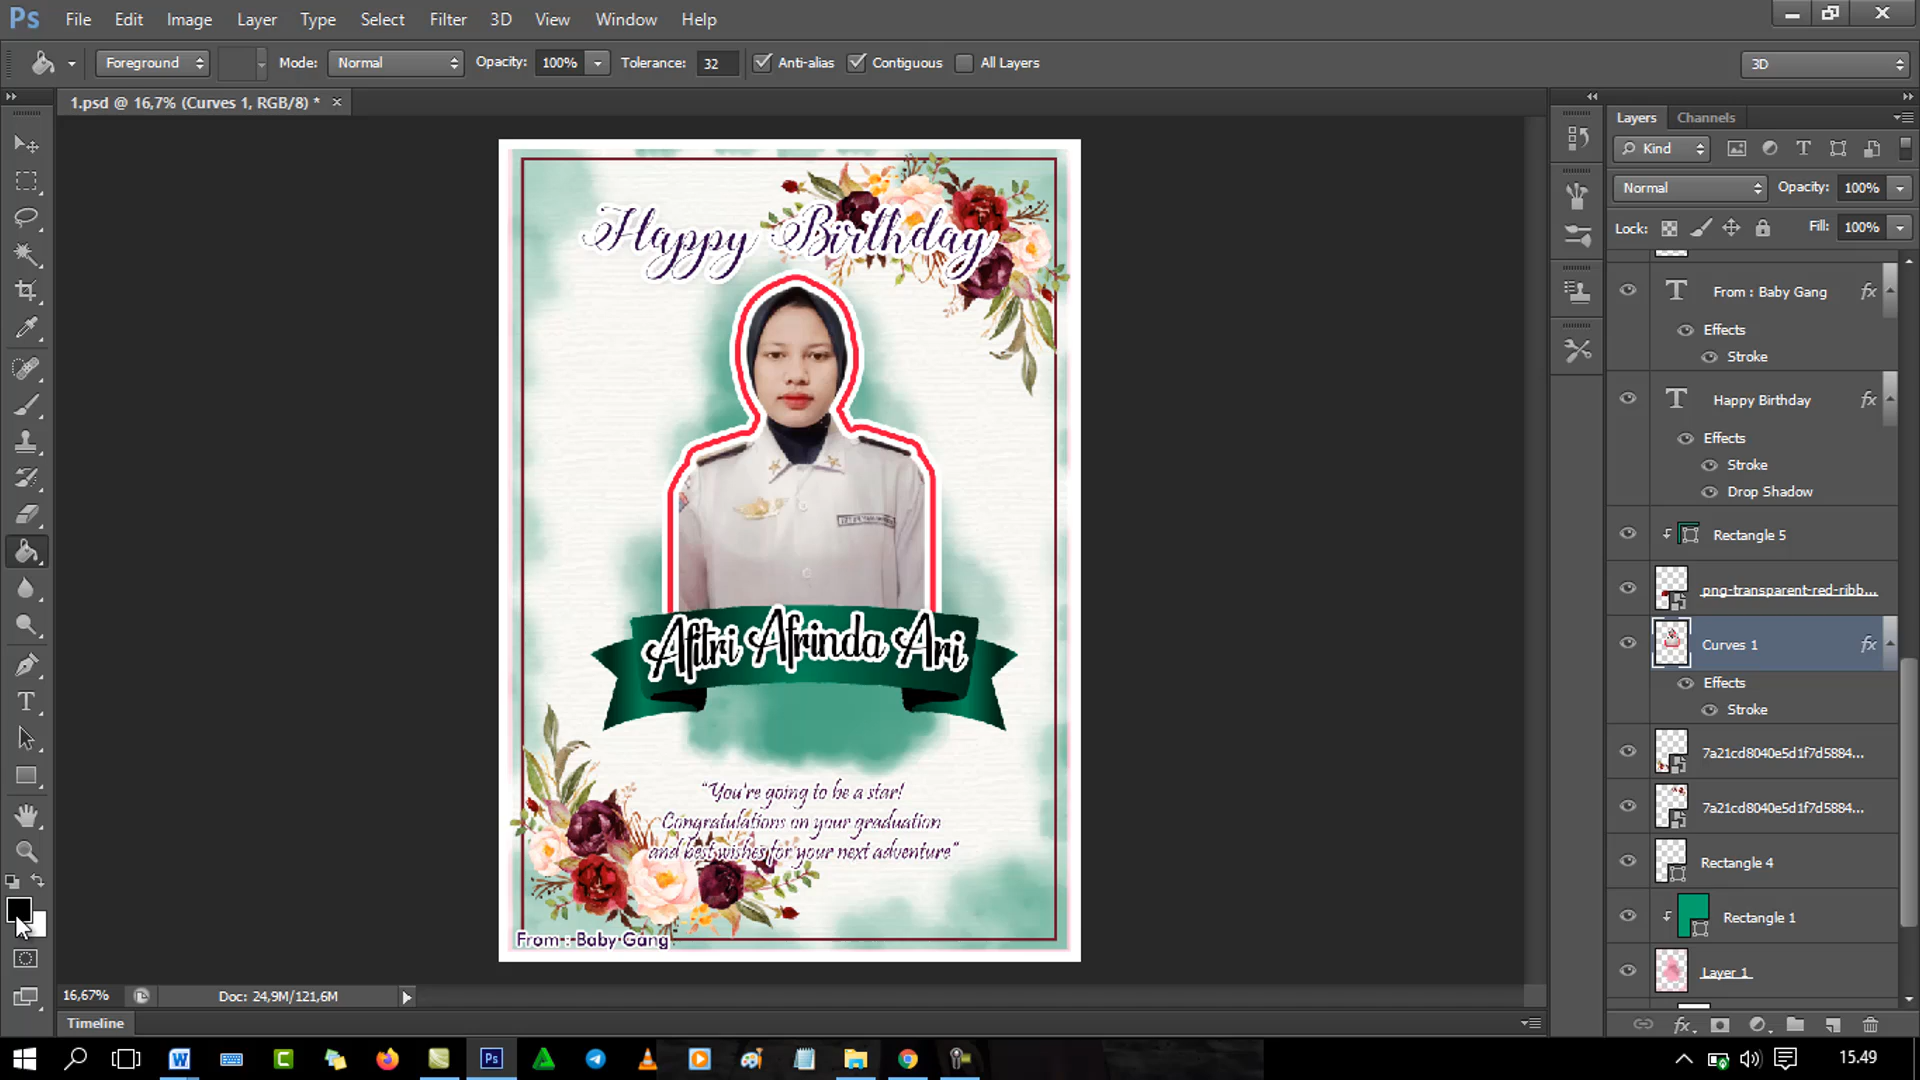 Ps File Edit Image Layer Type Select Filter 3D View Window Help
Foreground Mode: Normal Opacity: 100% Tolerance: 32 Anti-alias Contiguous All Layers 3D
1.psd @ 16,7% (Curves 1, RGB/8) * ×
Happy Birthday
Aftri Afrinda Ari
"You're going to be a star!
Congratulations on your graduation
and best wishes for your next adventure"
From : Baby Gang
Layers Channels
Kind
Normal Opacity: 100%
Lock: Fill: 100%
From : Baby Gang fx
Effects
Stroke
Happy Birthday fx
Effects
Stroke
Drop Shadow
Rectangle 5
png-transparent-red-ribb...
Curves 1 fx
Effects
Stroke
7a21cd8040e5d1f7d5884...
7a21cd8040e5d1f7d5884...
Rectangle 4
Rectangle 1
Layer 1
16,67% Doc: 24,9M/121,6M
Timeline
15.49